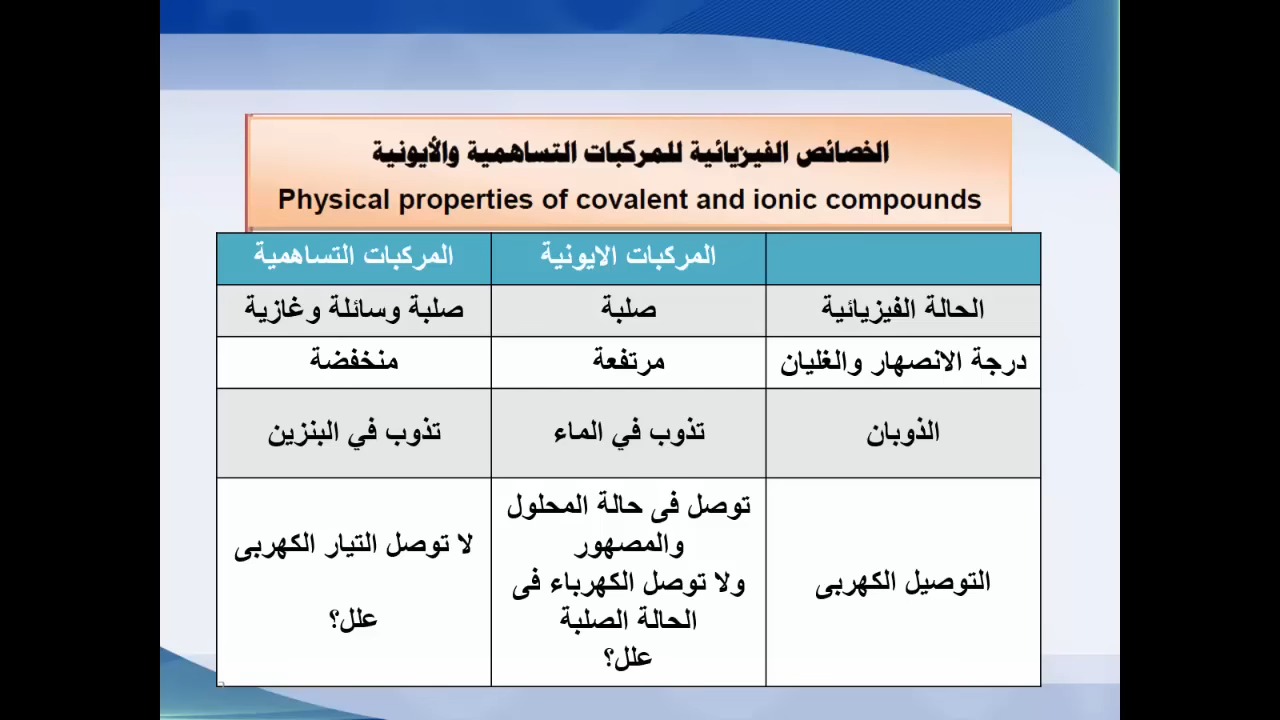 الخصائص الفيزيائية للمركبات التساهمية والأيونية
Physical properties of covalent and ionic compounds
المركبات الايونية
المركبات التساهمية
الحالة الفيزيائية
صلبة
صلبة وسائلة وغازية
درجة الانصهار والغليان
مرتفعة
منخفضة
الذوبان
تذوب في الماء
تذوب في البنزين
التوصيل الكهربى
توصل فى حالة المحلول
والمصهور
ولا توصل الكهرباء فى
الحالة الصلبة
علل؟
لا توصل التيار الكهربى
علل؟